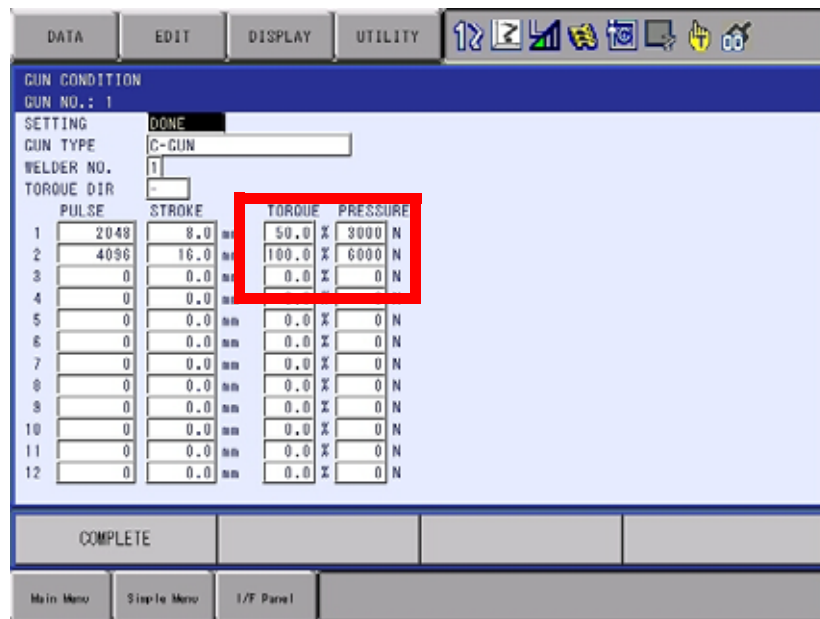 DATA EDIT DISPLAY UTILITY
GUN CONDITION
GUN NO.: 1
SETTING DONE
GUN TYPE C-GUN
WELDER NO. 1
TORQUE DIR -
PULSE STROKE TORQUE PRESSURE
1 2048 8.0 mm 50.0 % 3000 N
2 4096 16.0 mm 100.0 % 6000 N
3 0 0.0 mm 0.0 % 0 N
4 0 0.0 N
5 0 0.0 mm 0.0 % 0 N
6 0 0.0 mm 0.0 % 0 N
7 0 0.0 mm 0.0 % 0 N
8 0 0.0 mm 0.0 % 0 N
9 0 0.0 mm 0.0 % 0 N
10 0 0.0 mm 0.0 % 0 N
11 0 0.0 mm 0.0 % 0 N
12 0 0.0 mm 0.0 % 0 N
COMPLETE
Main Menu Simple Menu I/F Panel